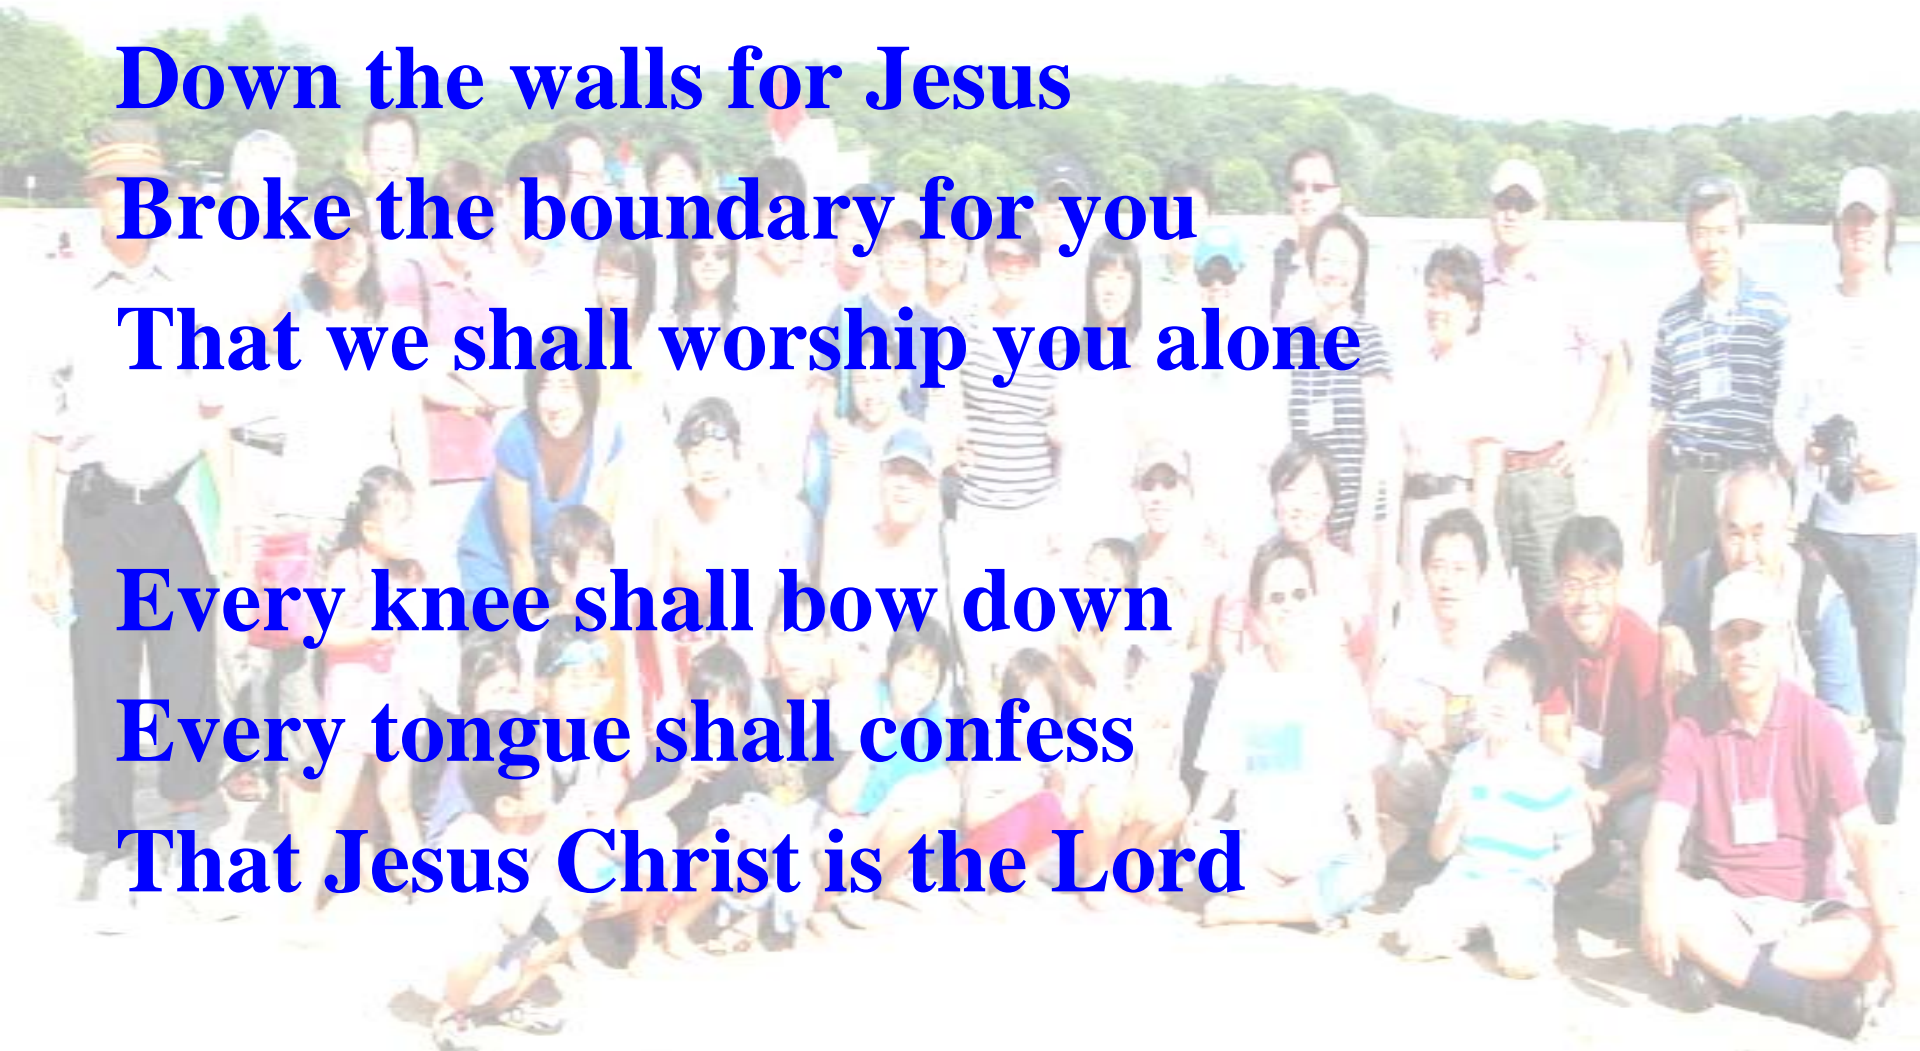 Down the walls for Jesus
Broke the boundary for you
That we shall worship you alone
Every knee shall bow down
Every tongue shall confess
That Jesus Christ is the Lord